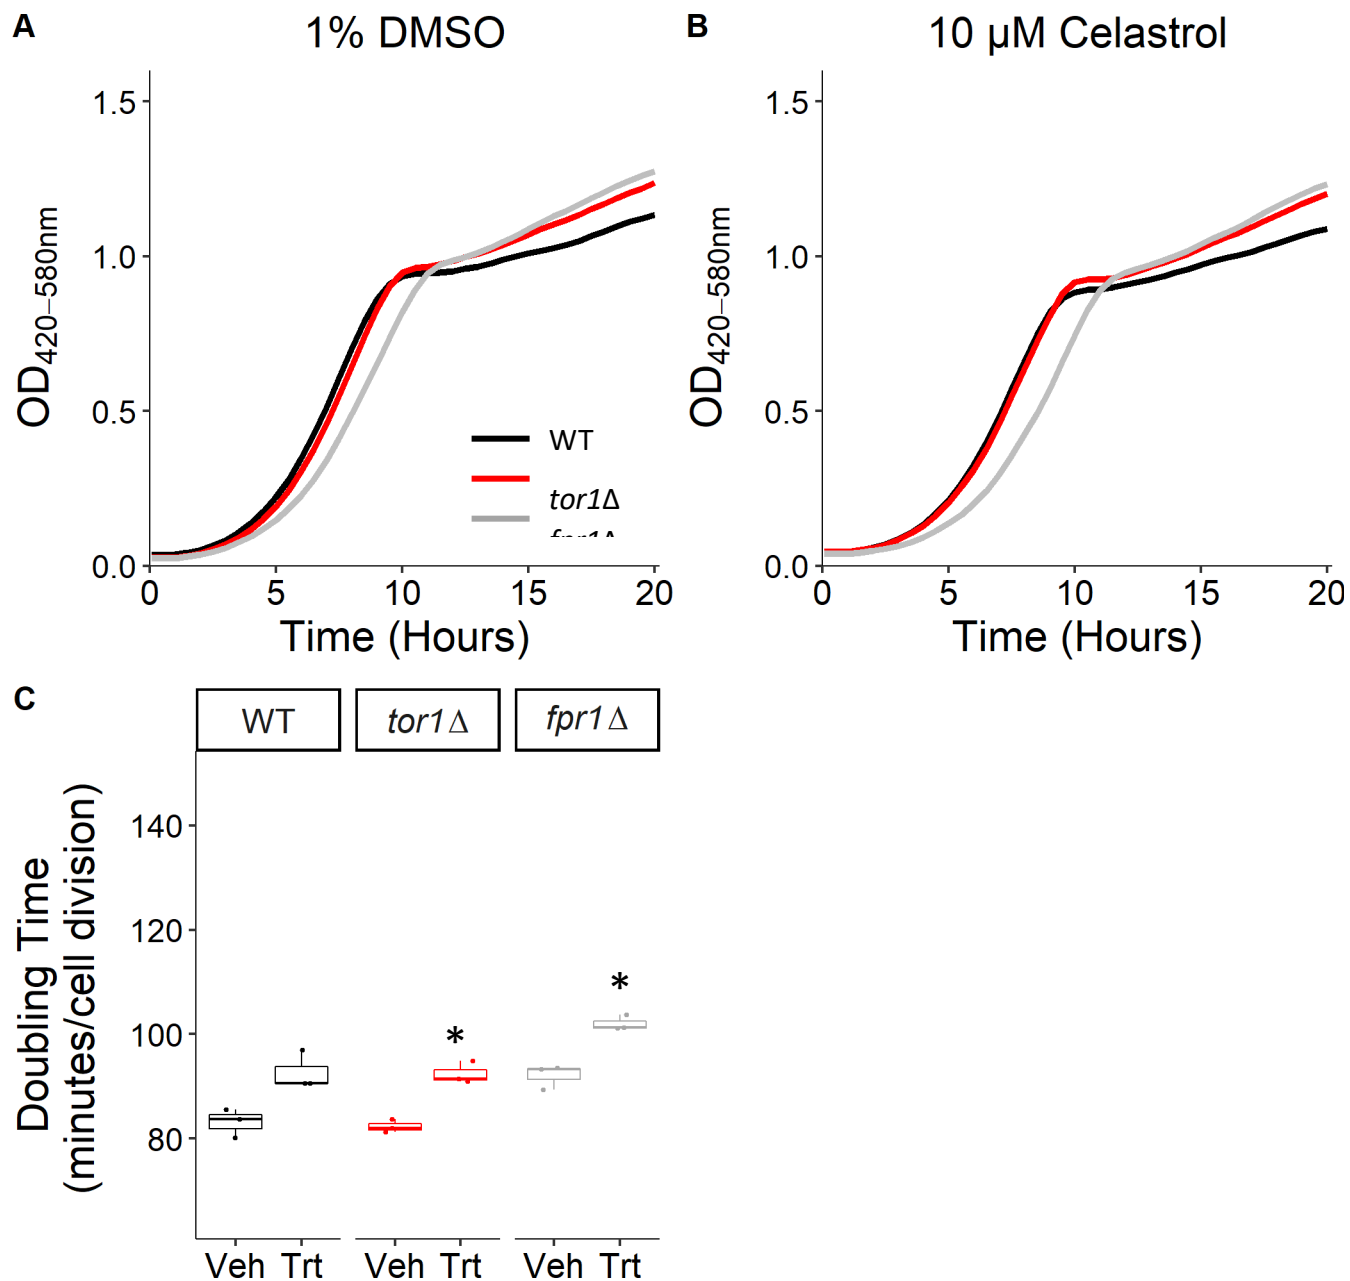 A
1% DMSO
1.5
1.0
0.5
0.0
OD420–580nm
WT
tor1Δ
0
5
10
15
20
Time (Hours)
B
10 µM Celastrol
1.5
1.0
0.5
0.0
OD420–580nm
0
5
10
15
20
Time (Hours)
C
WT
tor1Δ
fpr1Δ
Doubling Time
(minutes/cell division)
140
120
100
80
*
*
Veh Trt
Veh Trt
Veh Trt